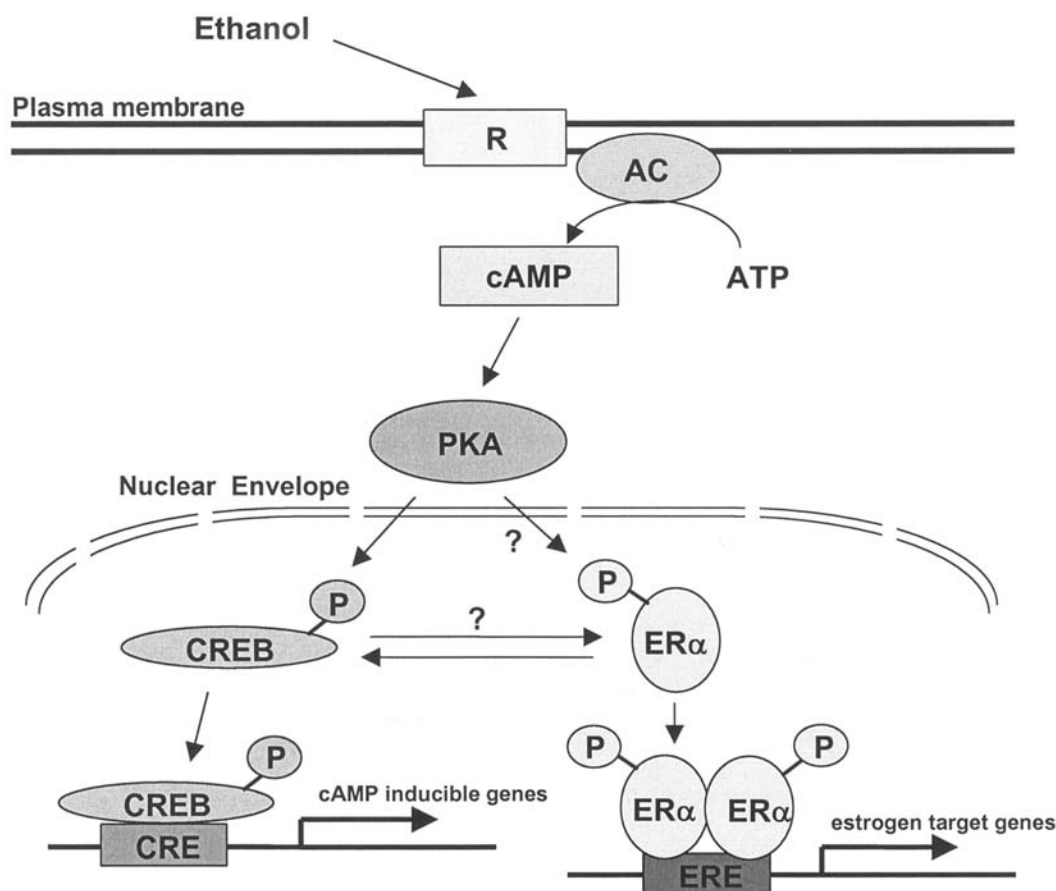 Ethanol
Plasma membrane
R
AC
cAMP
ATP
PKA
Nuclear Envelope
?
P
P
?
CREB
ERα
P
P
P
CREB
cAMP inducible genes
ERα
ERα
estrogen target genes
CRE
ERE